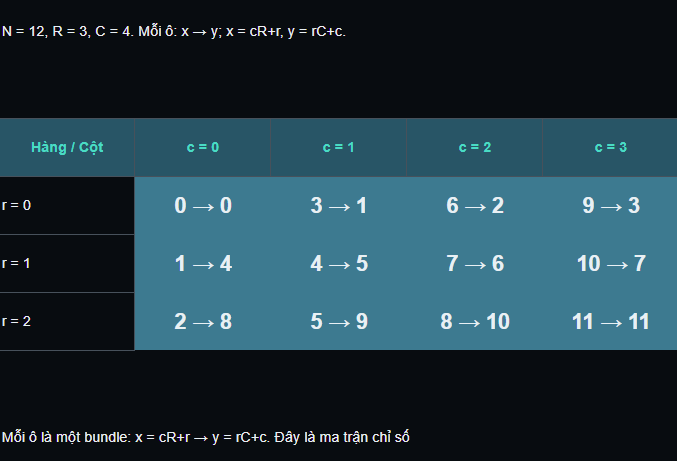 N = 12, R = 3, C = 4. Mỗi ô: x → y; x = cR+r, y = rC+c.
Hàng / Cột c = 0 c = 1 c = 2 c = 3
r = 0 0 → 0 3 → 1 6 → 2 9 → 3
r = 1 1 → 4 4 → 5 7 → 6 10 → 7
r = 2 2 → 8 5 → 9 8 → 10 11 → 11
Mỗi ô là một bundle: x = cR+r → y = rC+c. Đây là ma trận chỉ số